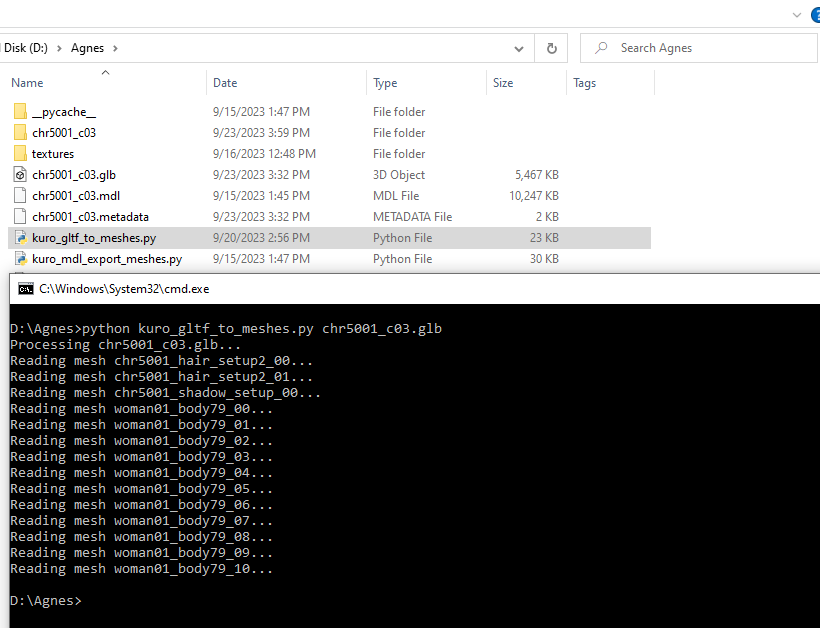 Disk (D:) > Agnes > Search Agnes
Name Date Type Size Tags
__pycache__ 9/15/2023 1:47 PM File folder
chr5001_c03 9/23/2023 3:59 PM File folder
textures 9/16/2023 12:48 PM File folder
chr5001_c03.glb 9/23/2023 3:32 PM 3D Object 5,467 KB
chr5001_c03.mdl 9/15/2023 1:45 PM MDL File 10,247 KB
chr5001_c03.metadata 9/23/2023 3:32 PM METADATA File 2 KB
kuro_gltf_to_meshes.py 9/20/2023 2:56 PM Python File 23 KB
kuro_mdl_export_meshes.py 9/15/2023 1:47 PM Python File 30 KB
C:\Windows\System32\cmd.exe
D:\Agnes>python kuro_gltf_to_meshes.py chr5001_c03.glb
Processing chr5001_c03.glb...
Reading mesh chr5001_hair_setup2_00...
Reading mesh chr5001_hair_setup2_01...
Reading mesh chr5001_shadow_setup_00...
Reading mesh woman01_body79_00...
Reading mesh woman01_body79_01...
Reading mesh woman01_body79_02...
Reading mesh woman01_body79_03...
Reading mesh woman01_body79_04...
Reading mesh woman01_body79_05...
Reading mesh woman01_body79_06...
Reading mesh woman01_body79_07...
Reading mesh woman01_body79_08...
Reading mesh woman01_body79_09...
Reading mesh woman01_body79_10...
D:\Agnes>